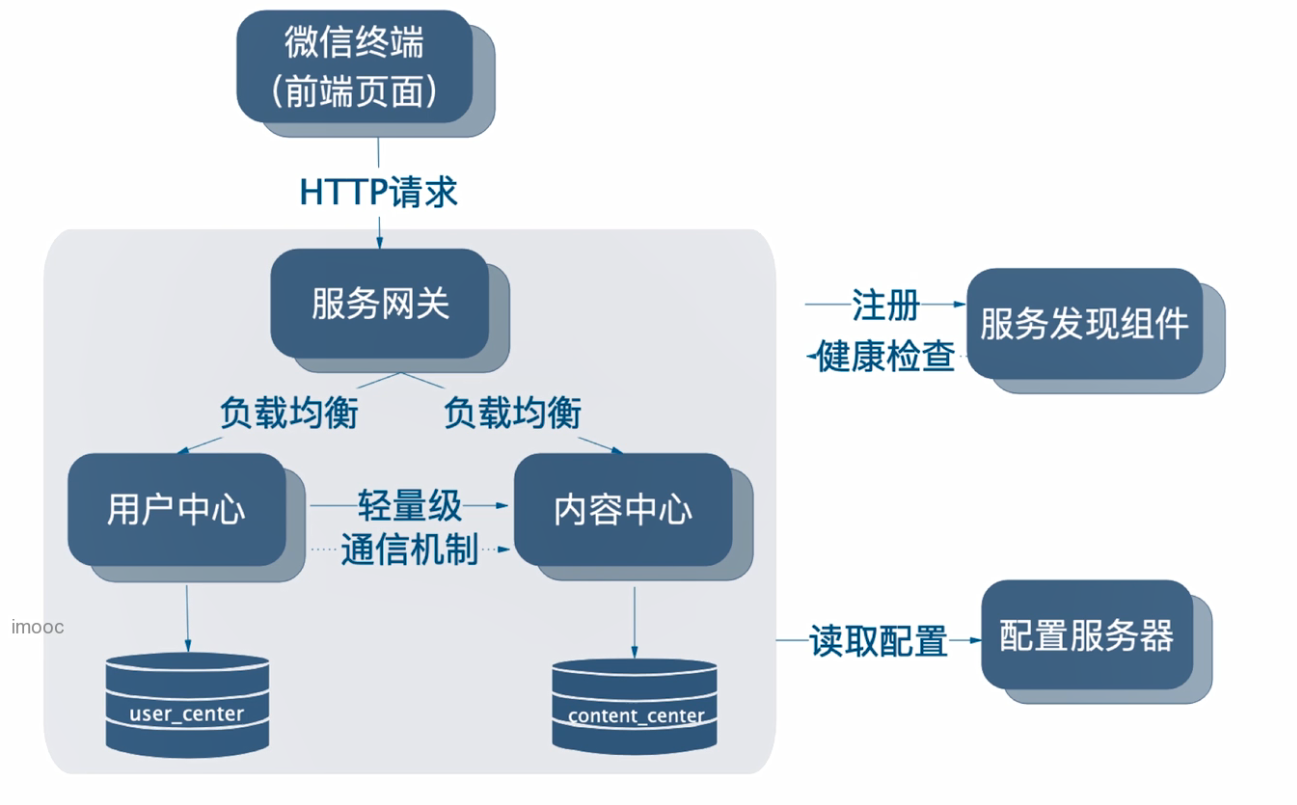 微信终端
(前端页面)
HTTP请求
服务网关
注册
服务发现组件
健康检查
负载均衡
负载均衡
用户中心
轻量级
通信机制
内容中心
imooc
读取配置
配置服务器
user_center
content_center